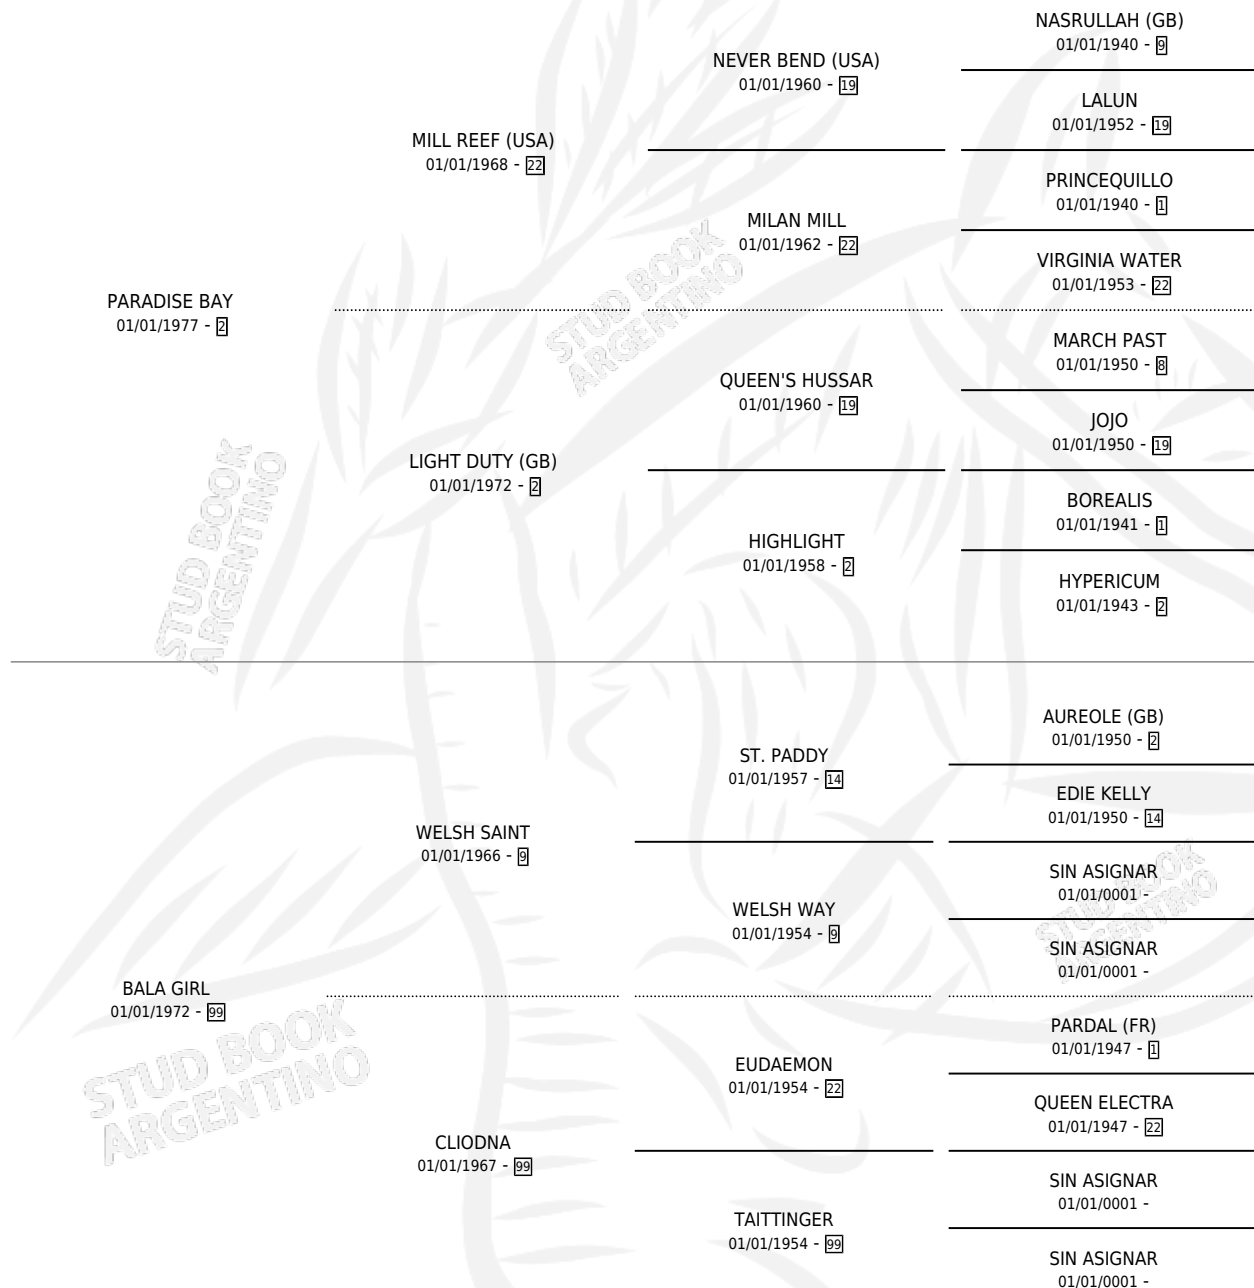 NASRULLAH (GB)
01/01/1940 - 9
NEVER BEND (USA)
01/01/1960 - 19
LALUN
01/01/1952 - 19
MILL REEF (USA)
01/01/1968 - 22
PRINCEQUILLO
01/01/1940 - 1
MILAN MILL
01/01/1962 - 22
VIRGINIA WATER
01/01/1953 - 22
PARADISE BAY
01/01/1977 - 2
MARCH PAST
01/01/1950 - 8
QUEEN'S HUSSAR
01/01/1960 - 19
JOJO
01/01/1950 - 19
LIGHT DUTY (GB)
01/01/1972 - 2
BOREALIS
01/01/1941 - 1
HIGHLIGHT
01/01/1958 - 2
HYPERICUM
01/01/1943 - 2
AUREOLE (GB)
01/01/1950 - 2
ST. PADDY
01/01/1957 - 14
EDIE KELLY
01/01/1950 - 14
WELSH SAINT
01/01/1966 - 9
SIN ASIGNAR
01/01/0001 -
WELSH WAY
01/01/1954 - 9
SIN ASIGNAR
01/01/0001 -
BALA GIRL
01/01/1972 - 99
PARDAL (FR)
01/01/1947 - 1
EUDAEMON
01/01/1954 - 22
QUEEN ELECTRA
01/01/1947 - 22
CLIODNA
01/01/1967 - 99
SIN ASIGNAR
01/01/0001 -
TAITTINGER
01/01/1954 - 99
SIN ASIGNAR
01/01/0001 -
STUD BOOK
ARGENTINO
STUD BOOK
ARGENTINO
STUD BOOK
ARGENTINO
STUD BOOK
ARGENTINO